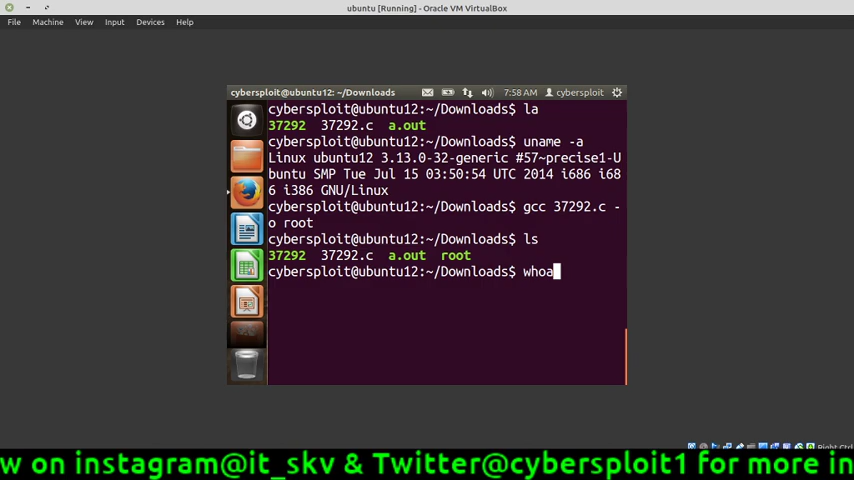 ubuntu [Running] - Oracle VM VirtualBox
File Machine View Input Devices Help
cybersploit@ubuntu12: ~/Downloads 7:58 AM cybersploit
cybersploit@ubuntu12:~/Downloads$ la
37292 37292.c a.out
cybersploit@ubuntu12:~/Downloads$ uname -a
Linux ubuntu12 3.13.0-32-generic #57~precise1-U
buntu SMP Tue Jul 15 03:50:54 UTC 2014 i686 i68
6 i386 GNU/Linux
cybersploit@ubuntu12:~/Downloads$ gcc 37292.c -
o root
cybersploit@ubuntu12:~/Downloads$ ls
37292 37292.c a.out root
cybersploit@ubuntu12:~/Downloads$ whoa
Right Ctrl
w on instagram@it_skv & Twitter@cybersploit1 for more in